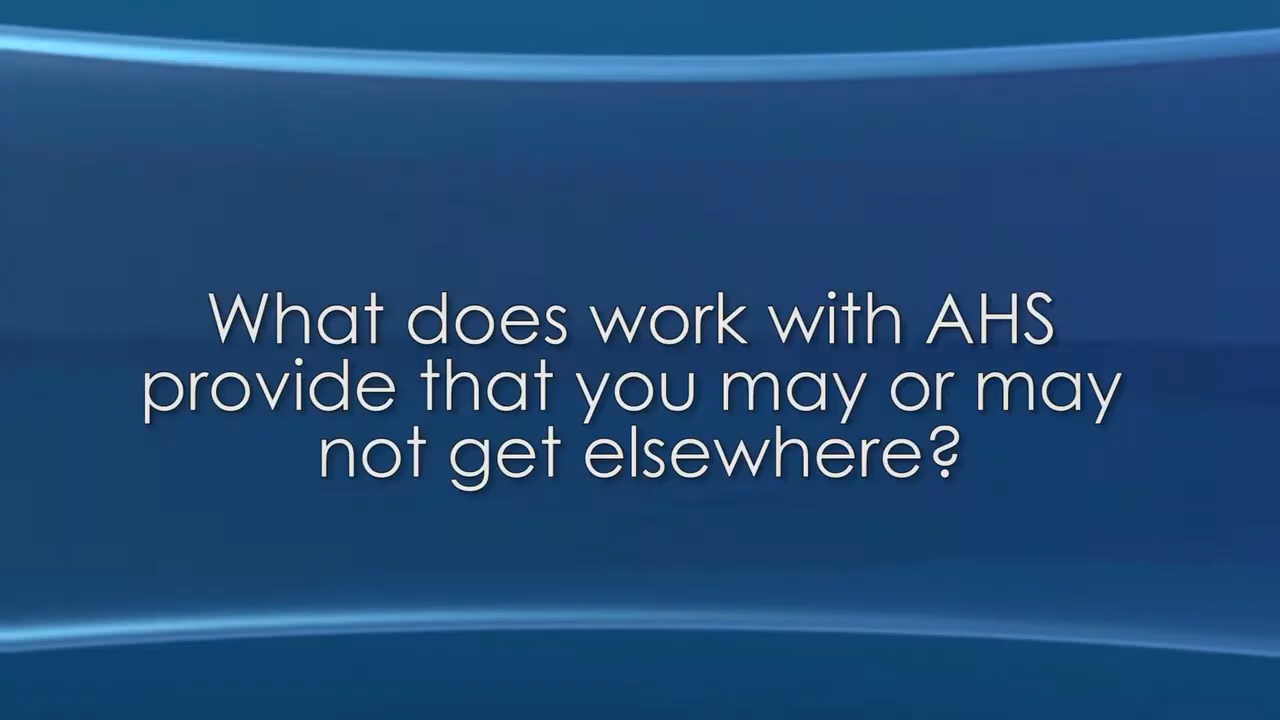 What does work with AHS
provide that you may or may
not get elsewhere?